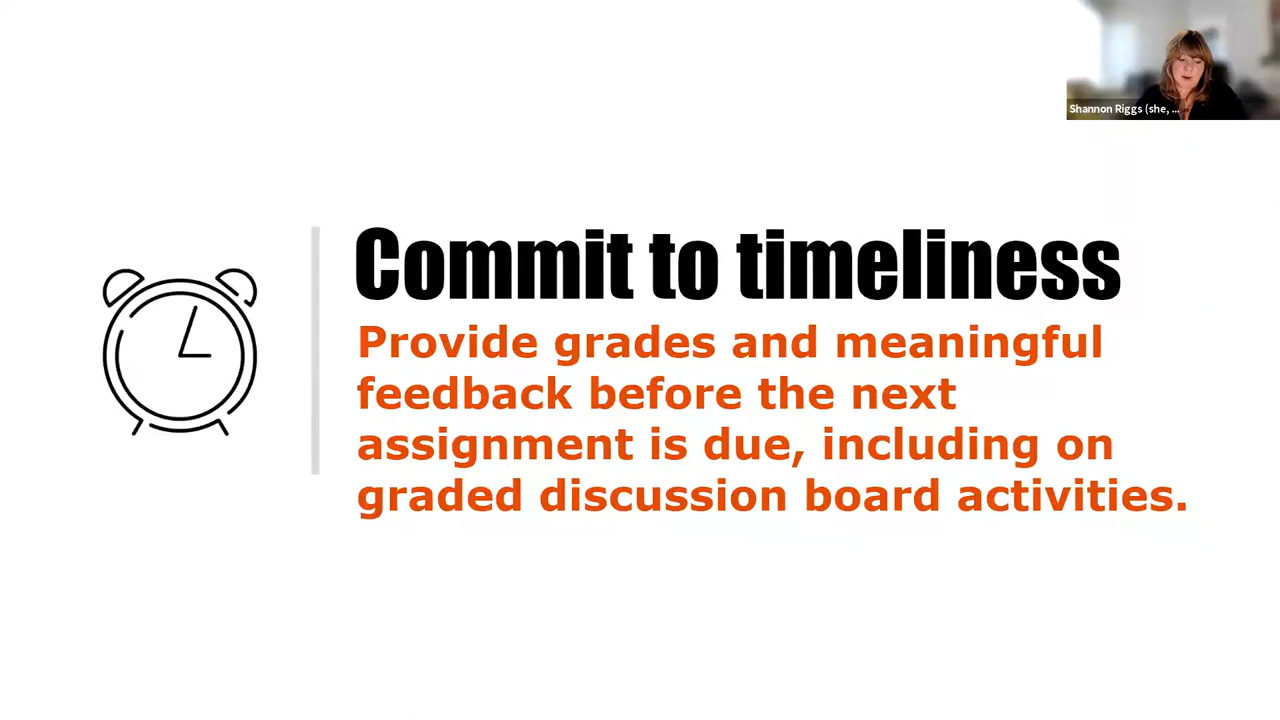 Shannon Riggs (she, ...
Commit to timeliness
Provide grades and meaningful
feedback before the next
assignment is due, including on
graded discussion board activities.